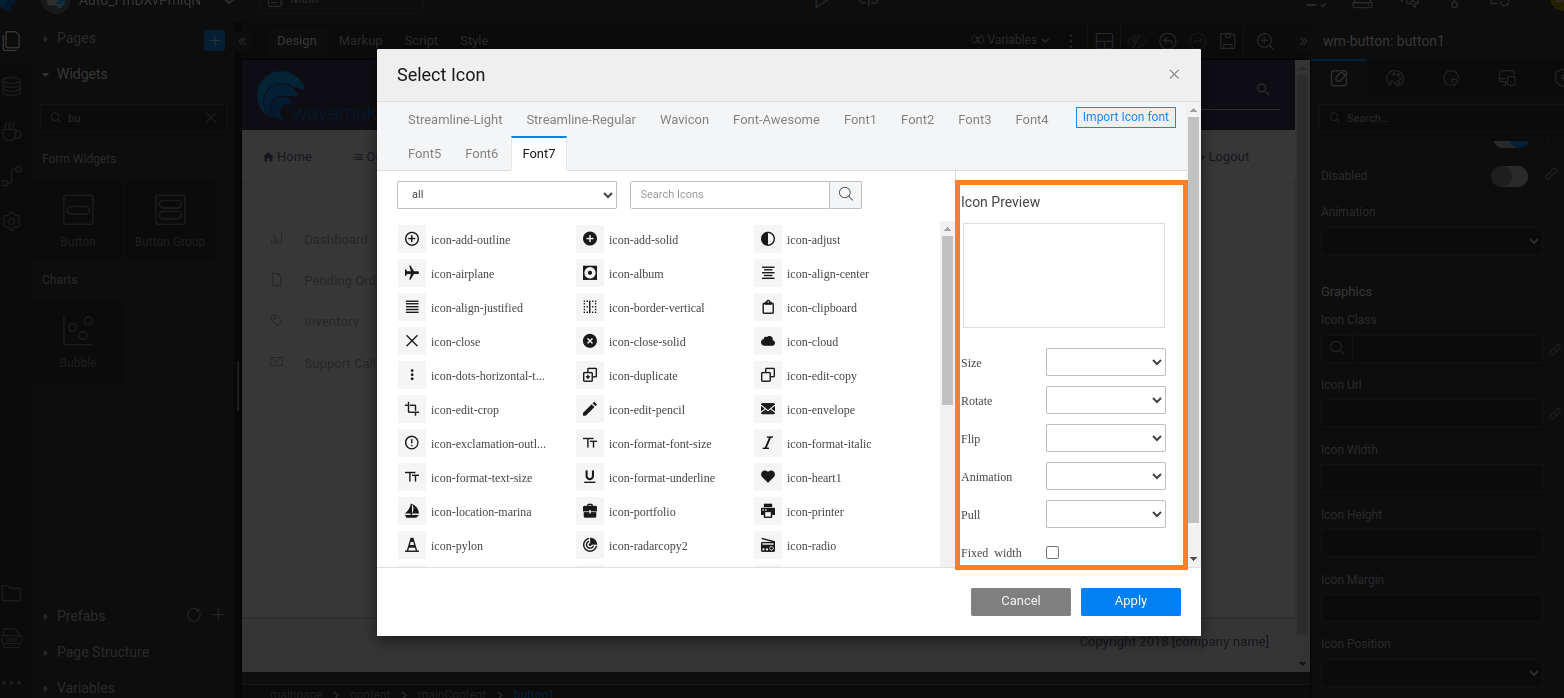 Main
Pages
Design
Markup
Script
Style
(X) Variables
wm-button: button1
Widgets
Select Icon
bu
Search...
Streamline-Light
Streamline-Regular
Wavicon
Font-Awesome
Font1
Font2
Font3
Font4
Import Icon font
Font5
Font6
Font7
Form Widgets
Home
Logout
Disabled
all
Search Icons
Icon Preview
Animation
Button
Button Group
Dashboard
icon-add-outline
icon-add-solid
icon-adjust
icon-airplane
icon-album
icon-align-center
Charts
Pending Ord
Graphics
icon-align-justified
icon-border-vertical
icon-clipboard
Inventory
Icon Class
icon-close
icon-close-solid
icon-cloud
Bubble
Support Call
Size
icon-dots-horizontal-t...
icon-duplicate
icon-edit-copy
Icon Url
Rotate
icon-edit-crop
icon-edit-pencil
icon-envelope
Flip
icon-exclamation-outl...
icon-format-font-size
icon-format-italic
Icon Width
Animation
icon-format-text-size
icon-format-underline
icon-heart1
Pull
icon-location-marina
icon-portfolio
icon-printer
Icon Height
Fixed width
icon-pylon
icon-radarcopy2
icon-radio
Icon Margin
Cancel
Apply
Prefabs
Copyright 2018 [company name]
Icon Position
Page Structure
Variables
mainpage > content > mainContent > button1